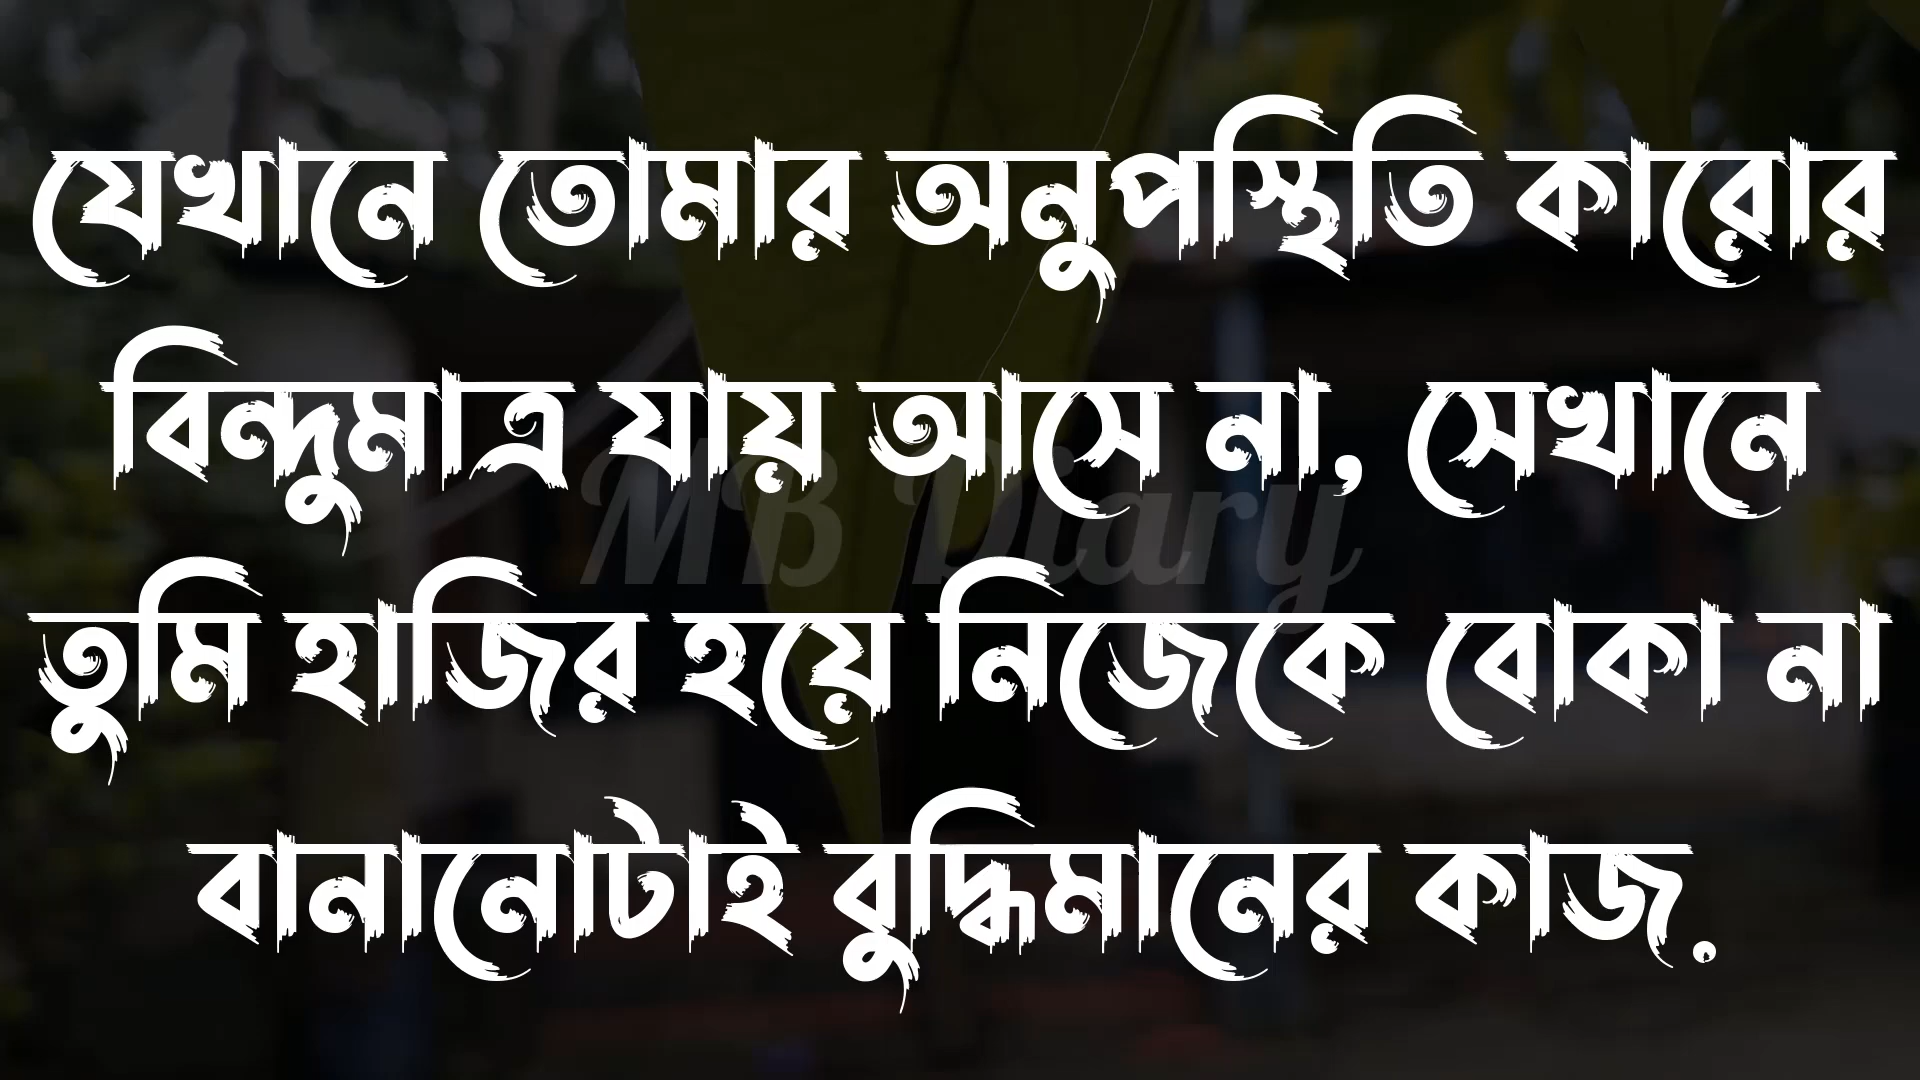 যেখানে তোমার অনুপস্থিতি কারোর
বিন্দুমাত্র যায় আসে না, সেখানে
MB Diary
তুমি হাজির হয়ে নিজেকে বোকা না
বানানোটাই বুদ্ধিমানের কাজ.